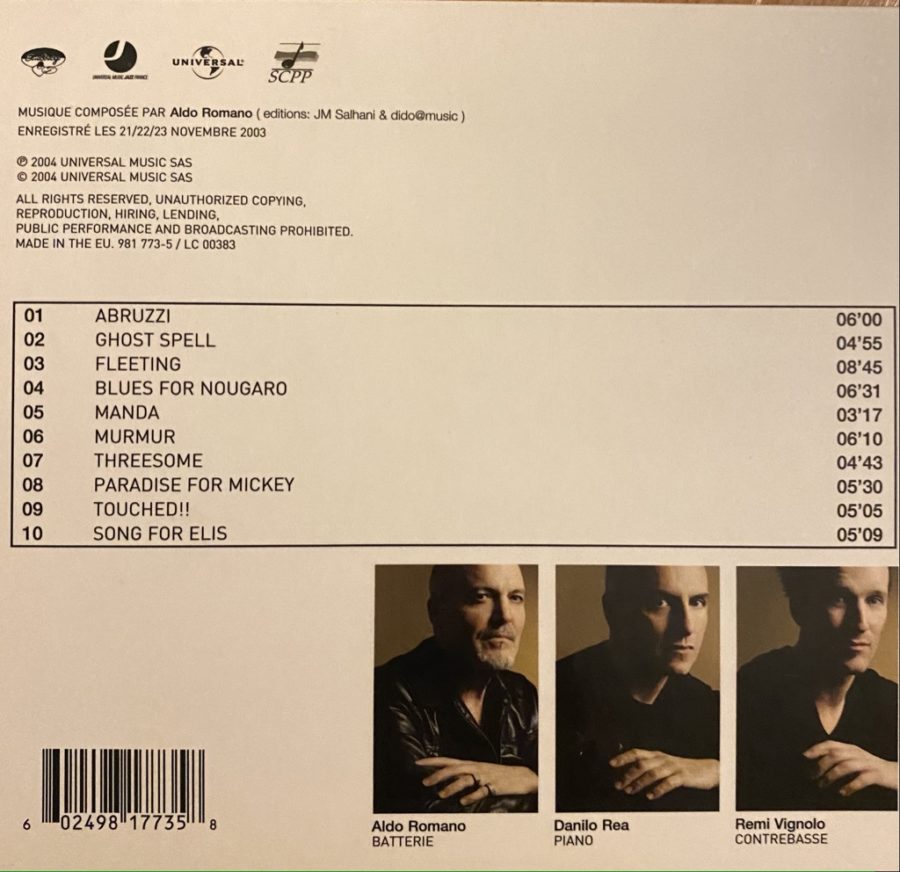 EmArcy
UNIVERSAL MUSIC JAZZ FRANCE
UNIVERSAL
SCPP
MUSIQUE COMPOSÉE PAR Aldo Romano ( editions: JM Salhani & dido@music )
ENREGISTRÉ LES 21/22/23 NOVEMBRE 2003
℗ 2004 UNIVERSAL MUSIC SAS
© 2004 UNIVERSAL MUSIC SAS
ALL RIGHTS RESERVED, UNAUTHORIZED COPYING,
REPRODUCTION, HIRING, LENDING,
PUBLIC PERFORMANCE AND BROADCASTING PROHIBITED.
MADE IN THE EU. 981 773-5 / LC 00383
01 ABRUZZI 06'00
02 GHOST SPELL 04'55
03 FLEETING 08'45
04 BLUES FOR NOUGARO 06'31
05 MANDA 03'17
06 MURMUR 06'10
07 THREESOME 04'43
08 PARADISE FOR MICKEY 05'30
09 TOUCHED!! 05'05
10 SONG FOR ELIS 05'09
Aldo Romano
BATTERIE
Danilo Rea
PIANO
Remi Vignolo
CONTREBASSE
6 02498 17735 8